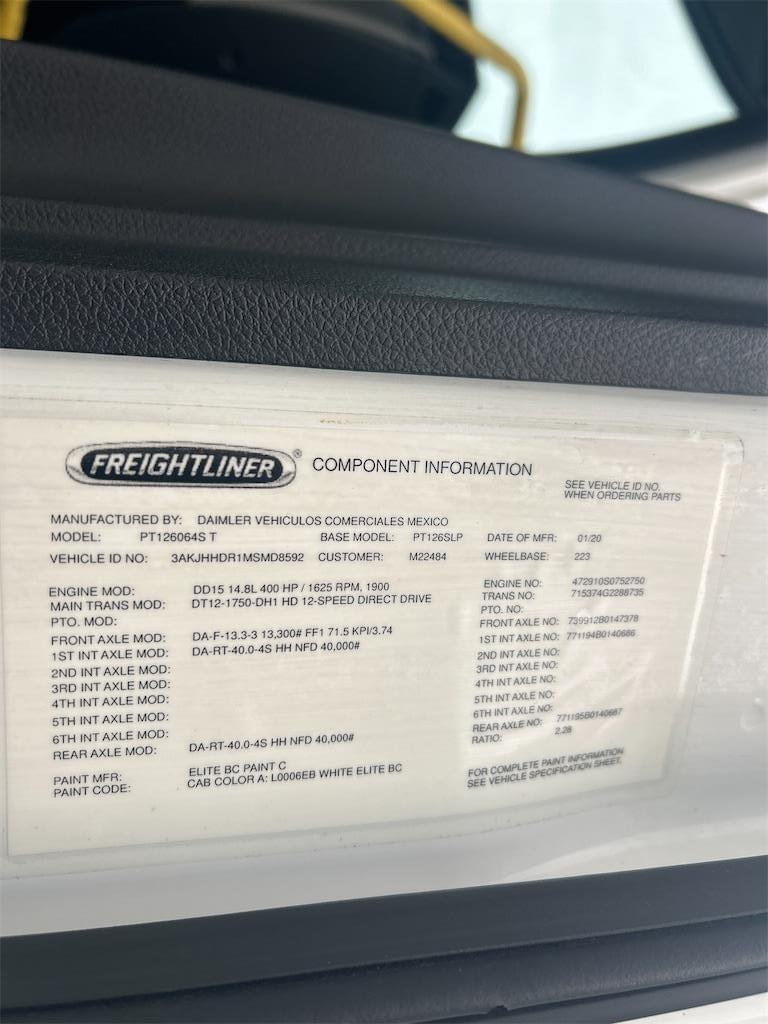 FREIGHTLINER® COMPONENT INFORMATION
SEE VEHICLE ID NO.
WHEN ORDERING PARTS
MANUFACTURED BY: DAIMLER VEHICULOS COMERCIALES MEXICO
MODEL: PT126064S T BASE MODEL: PT126SLP DATE OF MFR: 01/20
VEHICLE ID NO: 3AKJHHDR1MSMD8592 CUSTOMER: M22484 WHEELBASE: 223
ENGINE MOD: DD15 14.8L 400 HP / 1625 RPM, 1900 ENGINE NO: 472910S0752750
MAIN TRANS MOD: DT12-1750-DH1 HD 12-SPEED DIRECT DRIVE TRANS NO: 715374G2288735
PTO. MOD: PTO. NO:
FRONT AXLE MOD: DA-F-13.3-3 13,300# FF1 71.5 KPI/3.74 FRONT AXLE NO: 739912B0147378
1ST INT AXLE MOD: DA-RT-40.0-4S HH NFD 40,000# 1ST INT AXLE NO: 771194B0140686
2ND INT AXLE MOD: 2ND INT AXLE NO:
3RD INT AXLE MOD: 3RD INT AXLE NO:
4TH INT AXLE MOD: 4TH INT AXLE NO:
5TH INT AXLE MOD: 5TH INT AXLE NO:
6TH INT AXLE MOD: 6TH INT AXLE NO:
REAR AXLE MOD: DA-RT-40.0-4S HH NFD 40,000# REAR AXLE NO: 771195B0140687
RATIO: 2.28
PAINT MFR: ELITE BC PAINT C
PAINT CODE: CAB COLOR A: L0006EB WHITE ELITE BC
FOR COMPLETE PAINT INFORMATION
SEE VEHICLE SPECIFICATION SHEET.